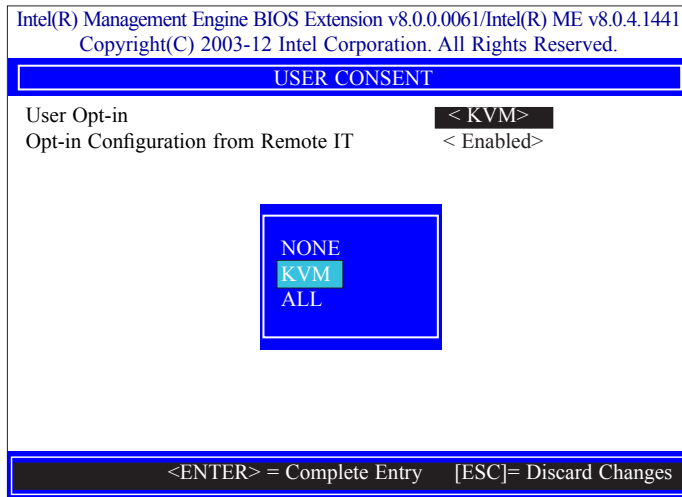 Intel(R) Management Engine BIOS Extension v8.0.0.0061/Intel(R) ME v8.0.4.1441
Copyright(C) 2003-12 Intel Corporation. All Rights Reserved.
USER CONSENT
User Opt-in < KVM>
Opt-in Configuration from Remote IT < Enabled>
NONE
KVM
ALL
<ENTER> = Complete Entry [ESC]= Discard Changes